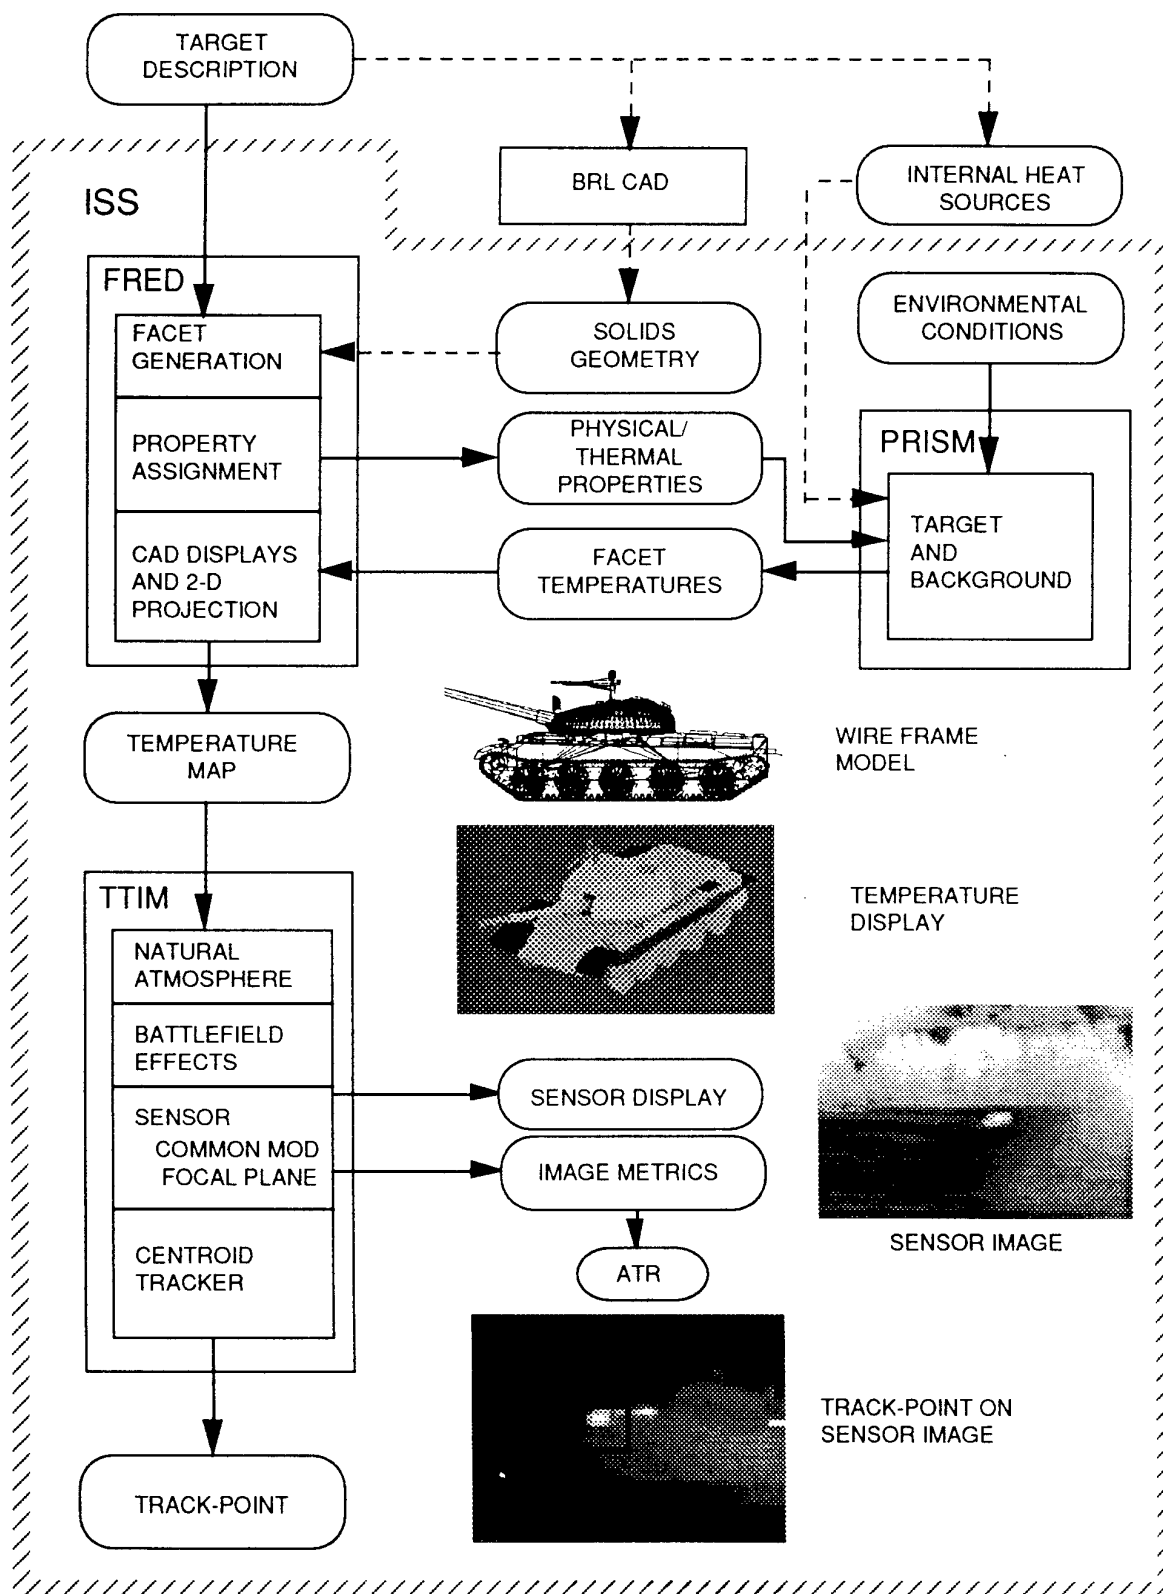 TARGET
DESCRIPTION
ISS
BRL CAD
INTERNAL HEAT
SOURCES
FRED
FACET
GENERATION
PROPERTY
ASSIGNMENT
CAD DISPLAYS
AND 2-D
PROJECTION
SOLIDS
GEOMETRY
PHYSICAL/
THERMAL
PROPERTIES
FACET
TEMPERATURES
ENVIRONMENTAL
CONDITIONS
PRISM
TARGET
AND
BACKGROUND
TEMPERATURE
MAP
WIRE FRAME
MODEL
TEMPERATURE
DISPLAY
TTIM
NATURAL
ATMOSPHERE
BATTLEFIELD
EFFECTS
SENSOR
COMMON MOD
FOCAL PLANE
CENTROID
TRACKER
SENSOR DISPLAY
IMAGE METRICS
ATR
SENSOR IMAGE
TRACK-POINT ON
SENSOR IMAGE
TRACK-POINT